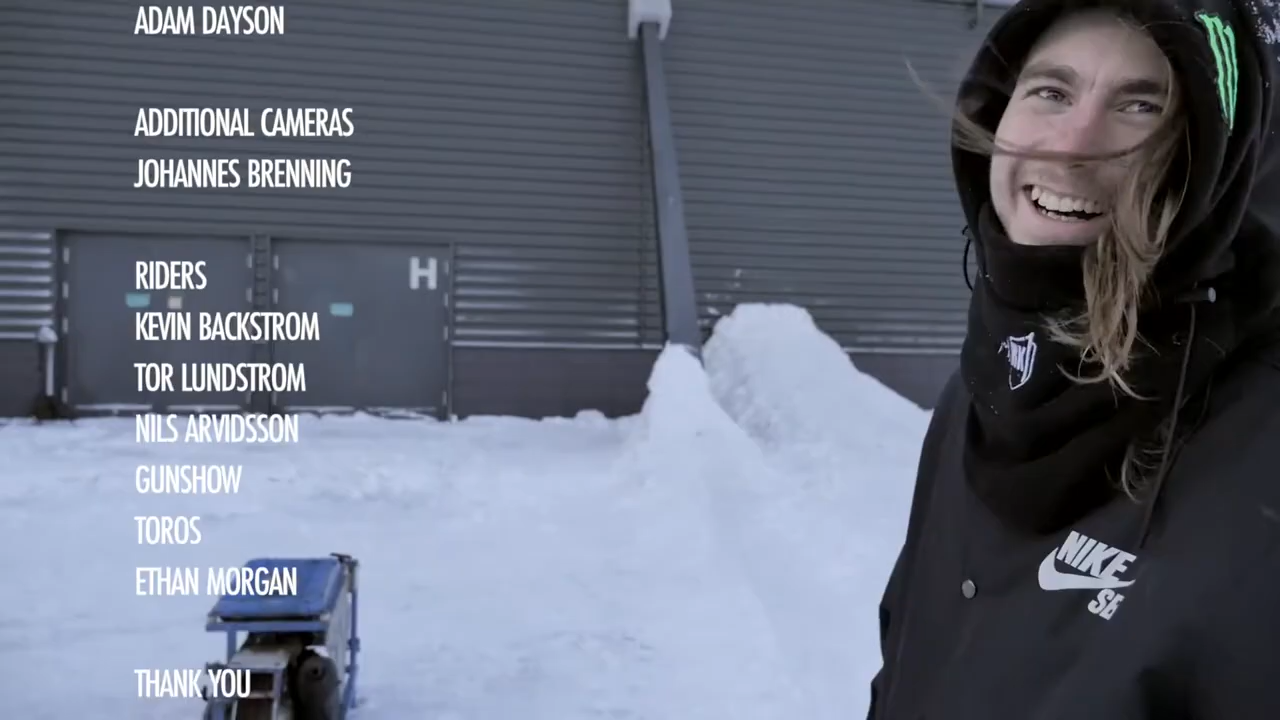 ADAM DAYSON
ADDITIONAL CAMERAS
JOHANNES BRENNING
RIDERS
H
KEVIN BACKSTROM
TOR LUNDSTROM
NILS ARVIDSSON
GUNSHOW
TOROS
ETHAN MORGAN
THANK YOU
NIKE
SB